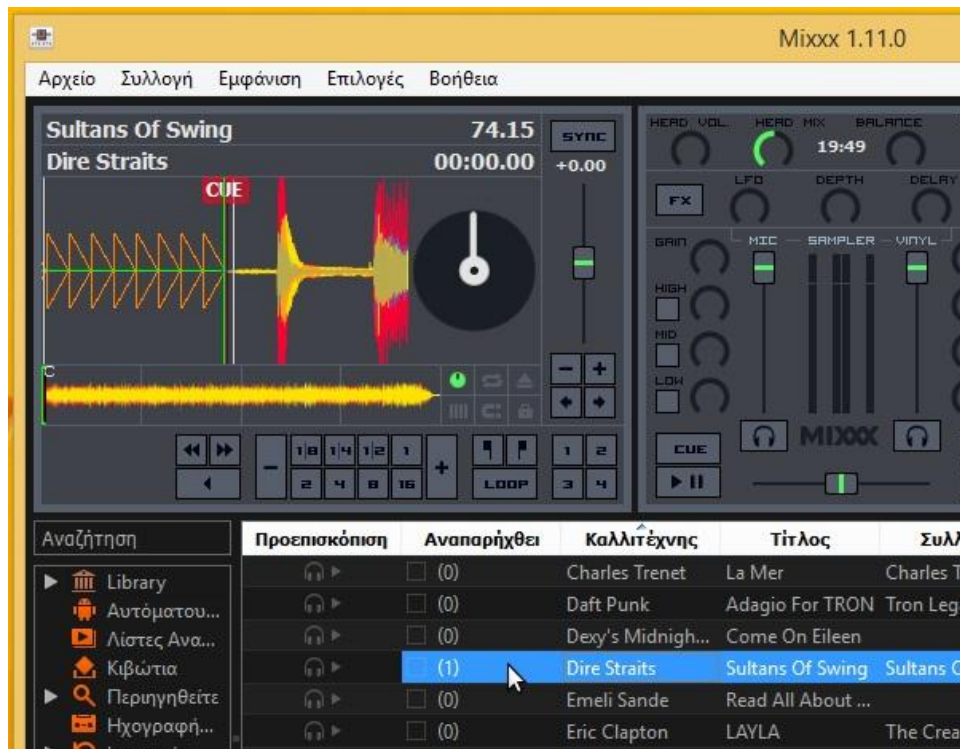 Mixxx 1.11.0
Αρχείο Συλλογή Εμφάνιση Επιλογές Βοήθεια
Sultans Of Swing 74.15
Dire Straits 00:00.00
SYNC
+0.00
CUE
C
- +
1/8 1/4 1/2 1
2 4 8 16
- +
LOOP
1 2
3 4
HEAD VOL HEAD MIX BALANCE
19:49
LFO DEPTH DELAY
FX
GAIN MIC SAMPLER VINYL
HIGH
MID
LOW
CUE
MIXXX
Αναζήτηση
Library
Αυτόματου...
Λίστες Ανα...
Κιβώτια
Περιηγηθείτε
Ηχογραφή...
Προεπισκόπιση Αναπαρήχθει Καλλιτέχνης Τίτλος Συλλ
(0) Charles Trenet La Mer Charles T
(0) Daft Punk Adagio For TRON Tron Leg
(0) Dexy's Midnigh... Come On Eileen
(1) Dire Straits Sultans Of Swing Sultans O
(0) Emeli Sande Read All About ...
(0) Eric Clapton LAYLA The Crea